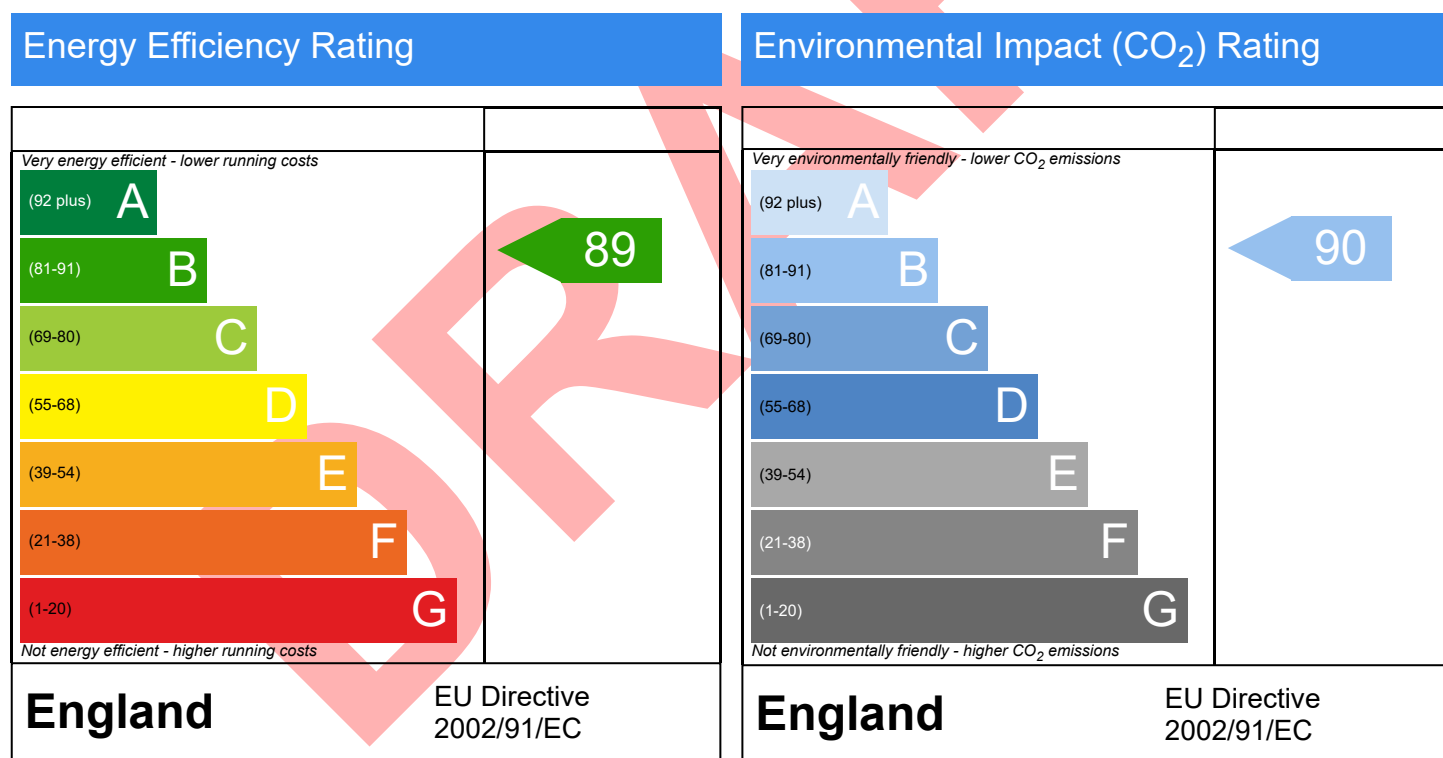 Energy Efficiency Rating
Very energy efficient - lower running costs
(92 plus) A
(81-91) B
(69-80) C
(55-68) D
(39-54) E
(21-38) F
(1-20) G
89
Not energy efficient - higher running costs
England
EU Directive
2002/91/EC
Environmental Impact (CO2) Rating
Very environmentally friendly - lower CO2 emissions
(92 plus) A
(81-91) B
(69-80) C
(55-68) D
(39-54) E
(21-38) F
(1-20) G
90
Not environmentally friendly - higher CO2 emissions
England
EU Directive
2002/91/EC